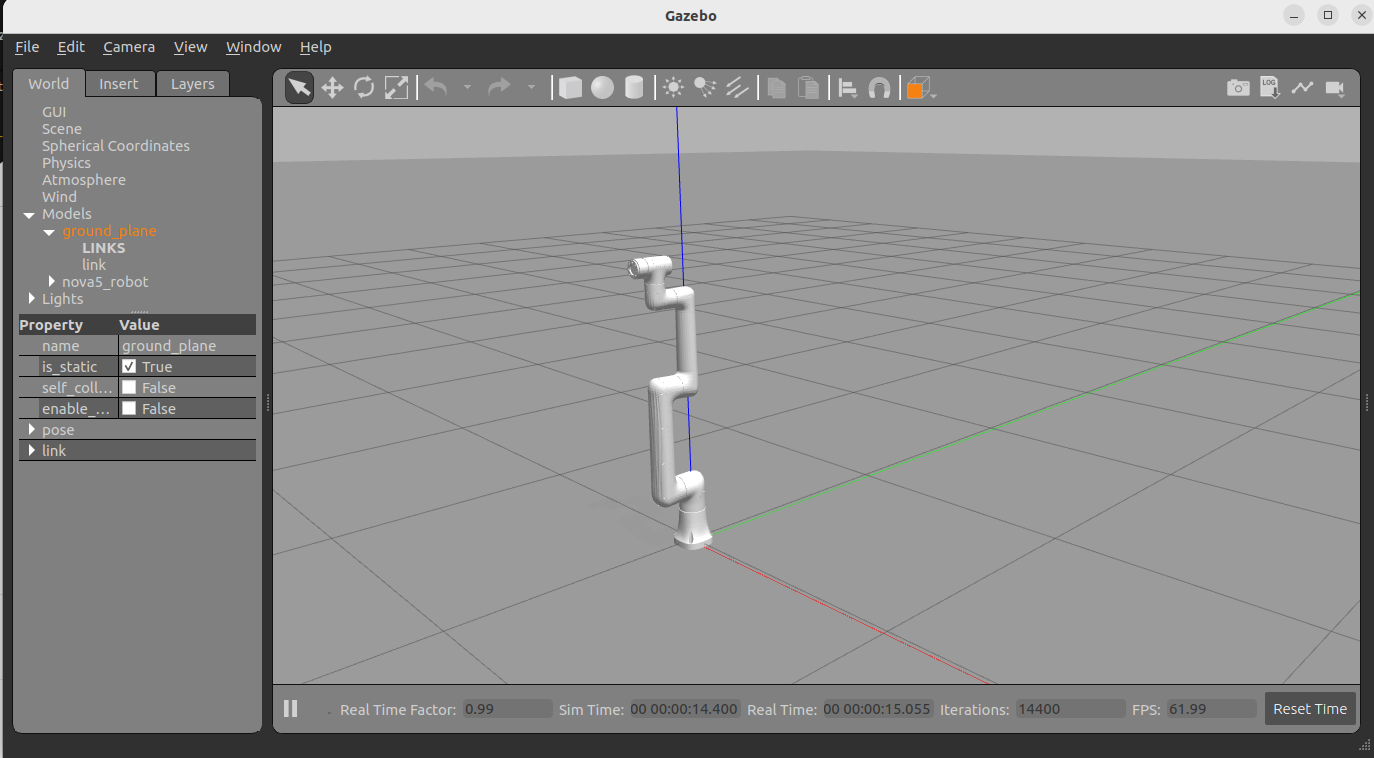 Gazebo
File Edit Camera View Window Help
World Insert Layers
LOG
GUI
Scene
Spherical Coordinates
Physics
Atmosphere
Wind
Models
ground_plane
LINKS
link
nova5_robot
Lights
Property Value
name ground_plane
is_static True
self_coll... False
enable_... False
pose
link
Real Time Factor: 0.99 Sim Time: 00 00:00:14.400 Real Time: 00 00:00:15.055 Iterations: 14400 FPS: 61.99 Reset Time